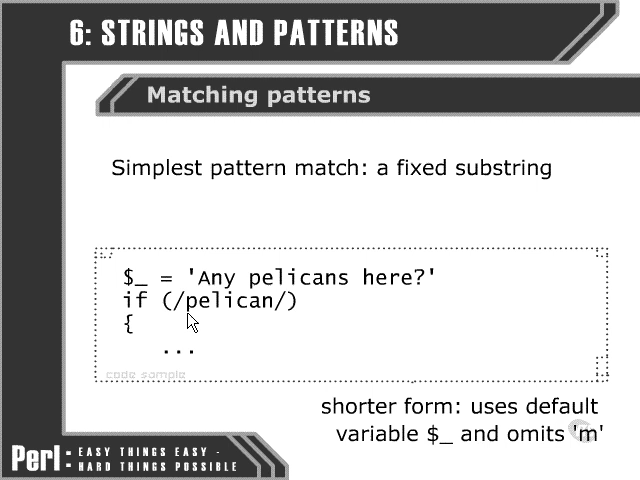 6: STRINGS AND PATTERNS
Matching patterns
Simplest pattern match: a fixed substring
$_ = 'Any pelicans here?'
if (/pelican/)
{
...
code sample
shorter form: uses default
variable $_ and omits 'm'
Perl: EASY THINGS EASY -
HARD THINGS POSSIBLE